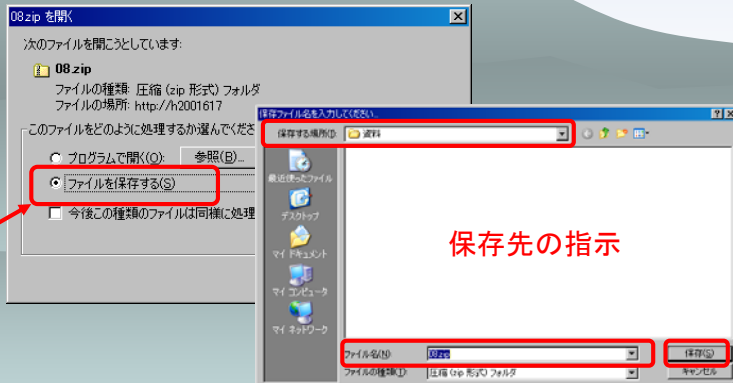 08.zip を開く
次のファイルを開こうとしています:
08.zip
ファイルの種類: 圧縮 (zip 形式) フォルダ
ファイルの場所: http://h2001617
このファイルをどのように処理するか選んでくださ
プログラムで開く(O): 参照(B)...
ファイルを保存する(S)
今後この種類のファイルは同様に処理
保存ファイル名を入力してください...
保存する場所(I): 資料
最近使ったファイル
デスクトップ
マイ ドキュメント
マイ コンピュータ
マイ ネットワーク
保存先の指示
ファイル名(N): 08.zip 保存(S)
ファイルの種類(T): 圧縮 (zip 形式) フォルダ キャンセル